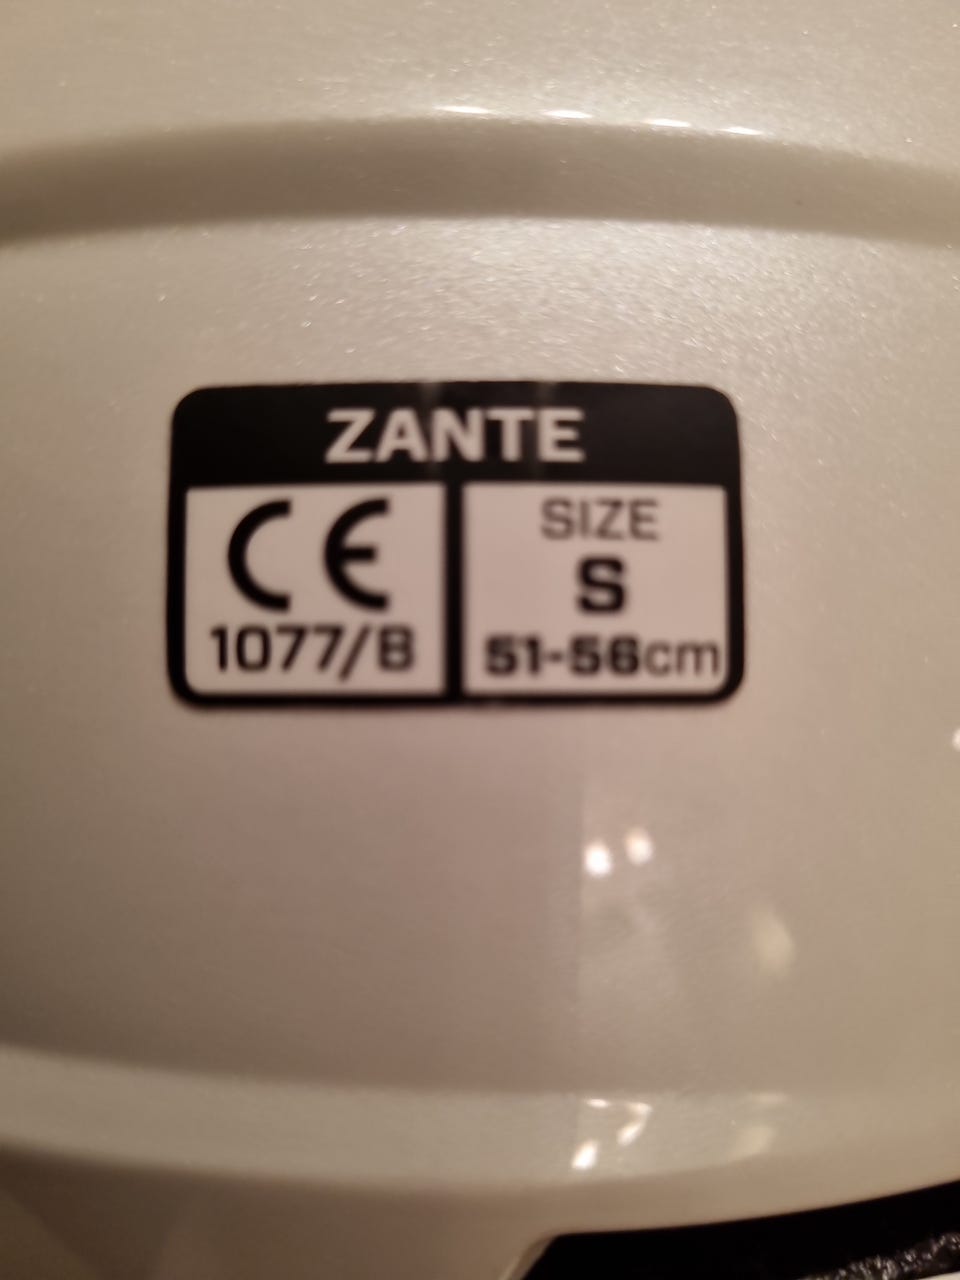 ZANTE
CE
1077/B
SIZE
S
51-56cm